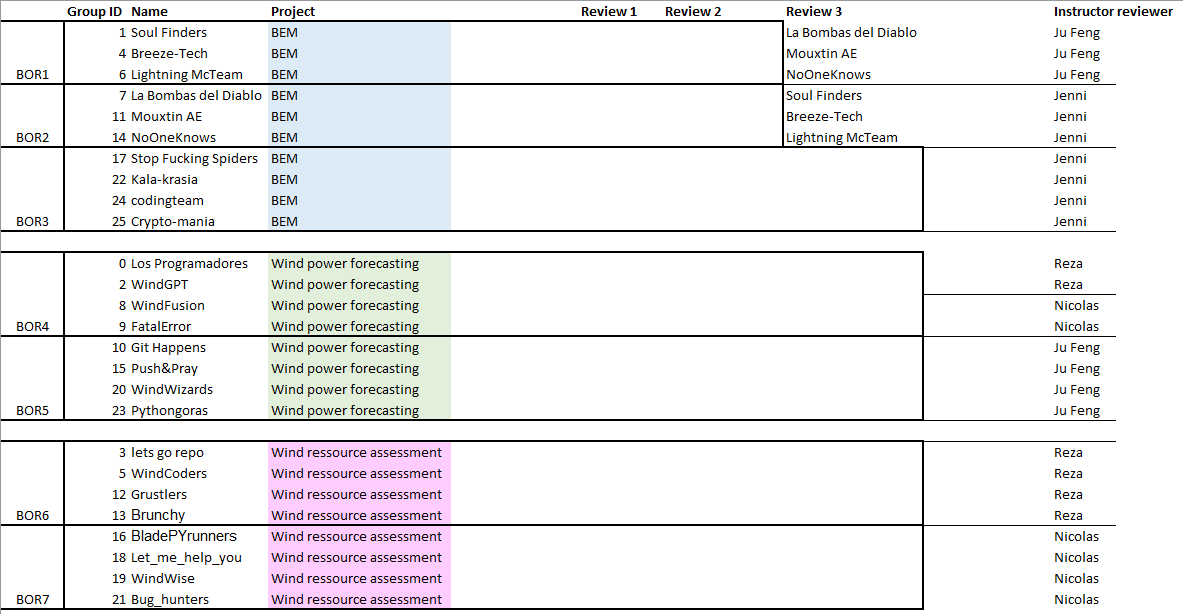 Group ID Name Project Review 1 Review 2 Review 3 Instructor reviewer
1 Soul Finders BEM La Bombas del Diablo Ju Feng
4 Breeze-Tech BEM Mouxtin AE Ju Feng
BOR1 6 Lightning McTeam BEM NoOneKnows Ju Feng
7 La Bombas del Diablo BEM Soul Finders Jenni
11 Mouxtin AE BEM Breeze-Tech Jenni
BOR2 14 NoOneKnows BEM Lightning McTeam Jenni
17 Stop Fucking Spiders BEM Jenni
22 Kala-krasia BEM Jenni
24 codingteam BEM Jenni
BOR3 25 Crypto-mania BEM Jenni
0 Los Programadores Wind power forecasting Reza
2 WindGPT Wind power forecasting Reza
8 WindFusion Wind power forecasting Nicolas
BOR4 9 FatalError Wind power forecasting Nicolas
10 Git Happens Wind power forecasting Ju Feng
15 Push&Pray Wind power forecasting Ju Feng
20 WindWizards Wind power forecasting Ju Feng
BOR5 23 Pythongoras Wind power forecasting Ju Feng
3 lets go repo Wind ressource assessment Reza
5 WindCoders Wind ressource assessment Reza
12 Grustlers Wind ressource assessment Reza
BOR6 13 Brunchy Wind ressource assessment Reza
16 BladePYrunners Wind ressource assessment Nicolas
18 Let_me_help_you Wind ressource assessment Nicolas
19 WindWise Wind ressource assessment Nicolas
BOR7 21 Bug_hunters Wind ressource assessment Nicolas